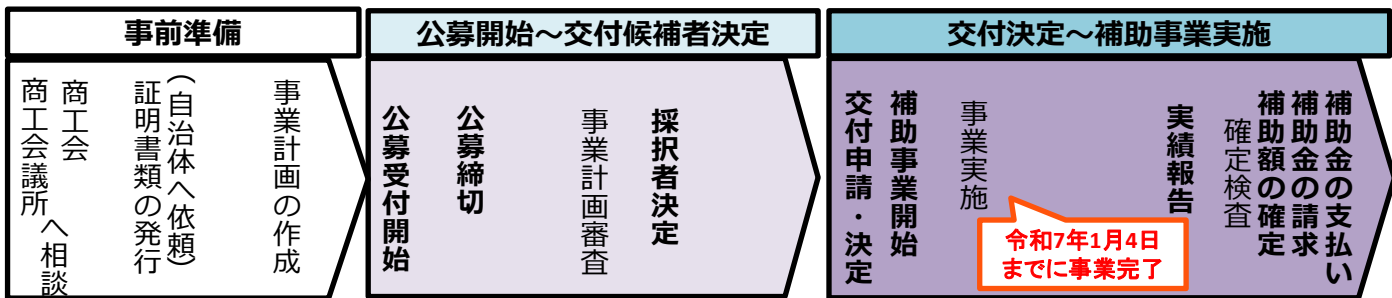 事前準備
商工会
商工会議所
へ相談
証明書類の発行
(自治体へ依頼)
事業計画の作成
公募開始～交付候補者決定
公募受付開始
公募締切
事業計画審査
採択者決定
交付決定～補助事業実施
交付申請・決定
補助事業開始
事業実施
令和7年1月4日
までに事業完了
実績報告
確定検査
補助額の確定
補助金の請求
補助金の支払い